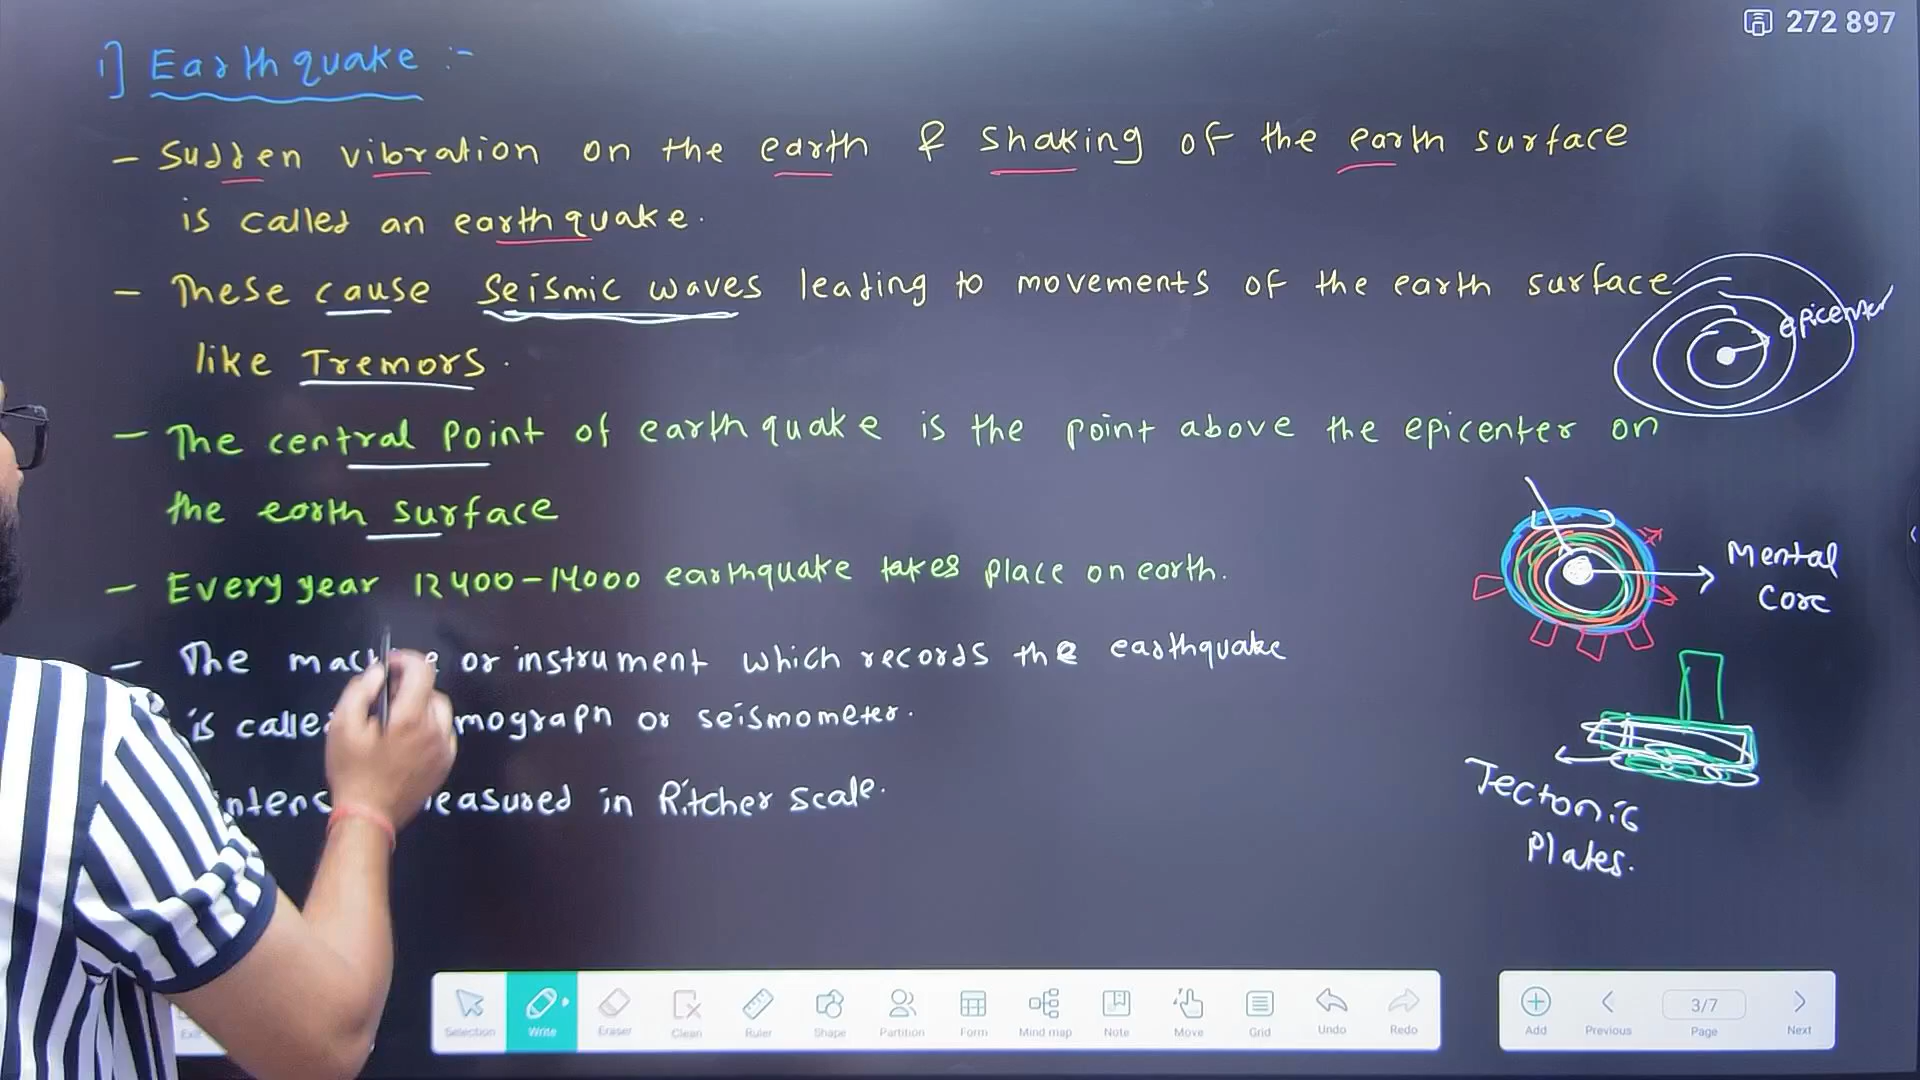 272 897
1] Earthquake :-
- Sudden vibration on the earth & shaking of the earth surface
is called an earthquake.
- These cause seismic waves leading to movements of the earth surface
like Tremors.
epicenter
- The central point of earthquake is the point above the epicenter on
the earth surface
- Every year 12400-14000 earthquake takes place on earth.
Mental
Core
- The or instrument which records the earthquake
is called mograph or seismometer.
inten easured in Ritcher scale.
Tectonic
Plates.
Exit
Selection Write Eraser Clean Ruler Shape Partition Form Mind map Note Move Grid Undo Redo
3/7
Add Previous Page Next